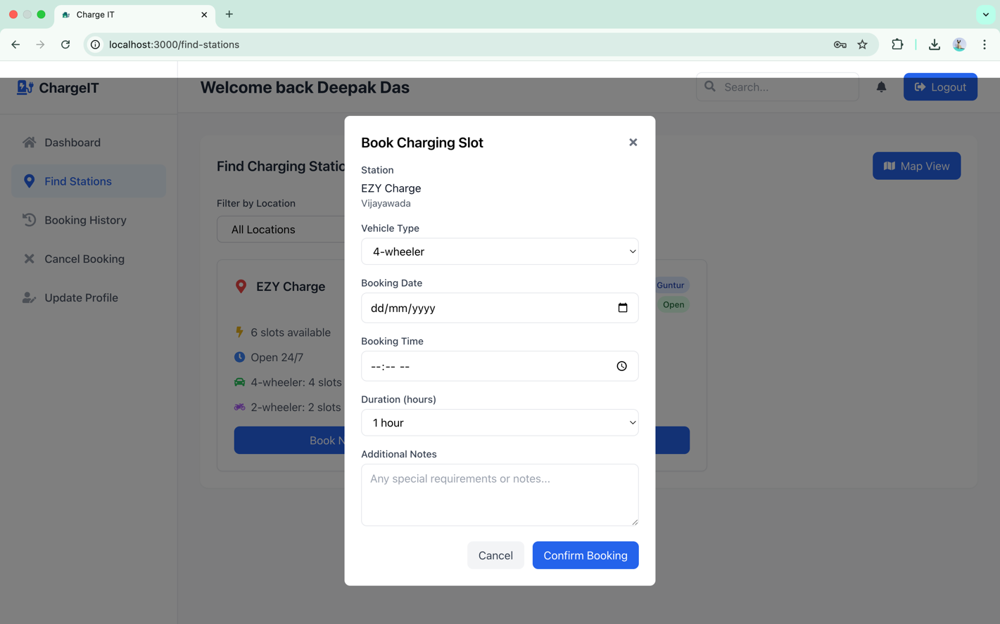 Charge IT
localhost:3000/find-stations
ChargeIT
Welcome back Deepak Das
Search...
Logout
Dashboard
Find Stations
Booking History
Cancel Booking
Update Profile
Find Charging Statio
Map View
Filter by Location
All Locations
EZY Charge
6 slots available
Open 24/7
4-wheeler: 4 slots
2-wheeler: 2 slots
Book N
Guntur
Open
Book Charging Slot
Station
EZY Charge
Vijayawada
Vehicle Type
4-wheeler
Booking Date
dd/mm/yyyy
Booking Time
--:-- --
Duration (hours)
1 hour
Additional Notes
Any special requirements or notes...
Cancel
Confirm Booking